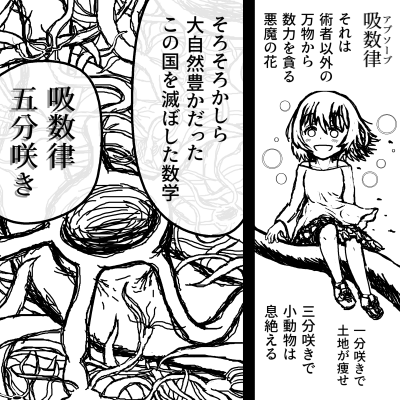 アブソーブ
吸数律
それは
術者以外の
万物から
数力を貪る
悪魔の花
一分咲きで
土地が痩せ
三分咲きで
小動物は
息絶える
そろそろかしら
大自然豊かだった
この国を滅ぼした数学
吸数律
五分咲き